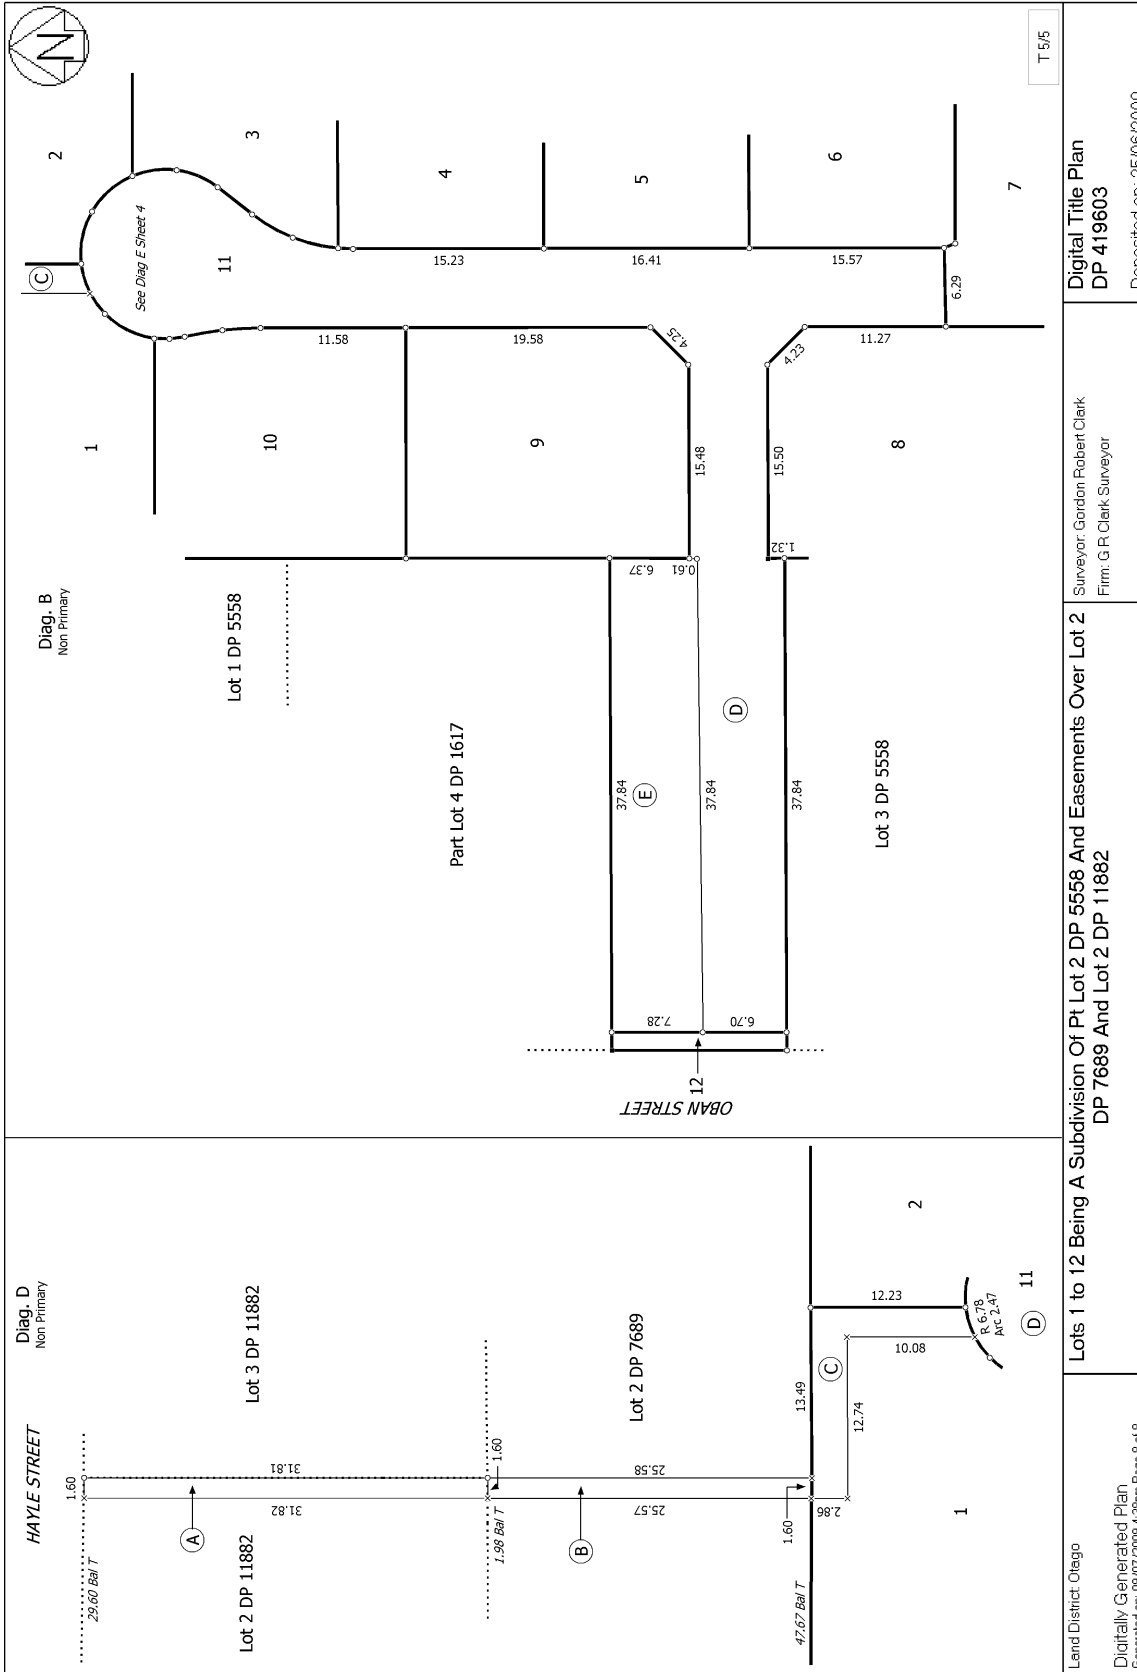 N
T 5/5
Diag. D
Non Primary
HAYLE STREET
29.60 Bal T
1.60
A
31.81
31.82
Lot 3 DP 11882
Lot 2 DP 11882
1.98 Bal T
1.60
B
25.58
25.57
Lot 2 DP 7689
47.67 Bal T
1.60
2.86
13.49
12.74
C
10.08
12.23
R 6.78
Arc 2.47
D
11
1
2
Diag. B
Non Primary
Lot 1 DP 5558
Part Lot 4 DP 1617
Lot 3 DP 5558
OBAN STREET
12
7.28
6.70
37.84
E
37.84
D
37.84
6.37
0.61
1.32
15.48
15.50
4.25
4.23
19.58
11.58
11.27
6.29
15.23
16.41
15.57
See Diag E Sheet 4
C
1
2
3
4
5
6
7
8
9
10
11
Land District: Otago
Digitally Generated Plan
Lots 1 to 12 Being A Subdivision Of Pt Lot 2 DP 5558 And Easements Over Lot 2
DP 7689 And Lot 2 DP 11882
Surveyor: Gordon Robert Clark
Firm: G R Clark Surveyor
Digital Title Plan
DP 419603